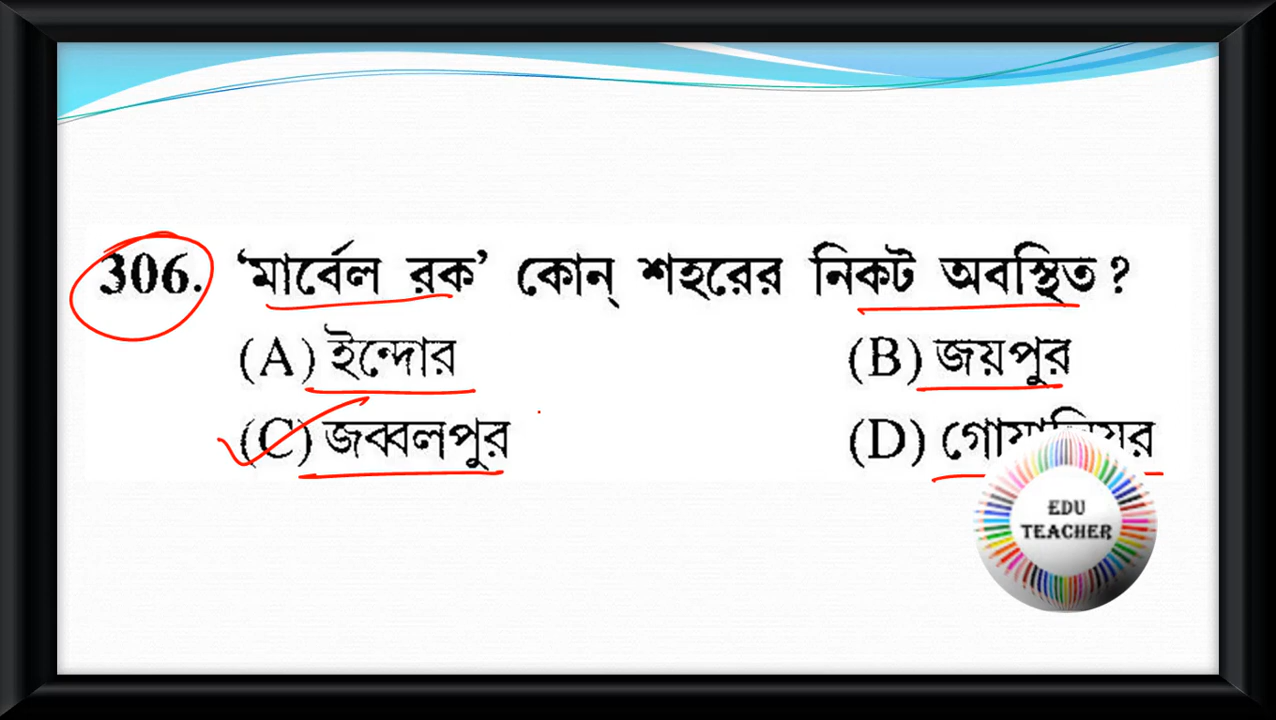 306. ‘মার্বেল রক’ কোন্ শহরের নিকট অবস্থিত?
(A) ইন্দোর (B) জয়পুর
(C) জব্বলপুর (D)
EDU
TEACHER